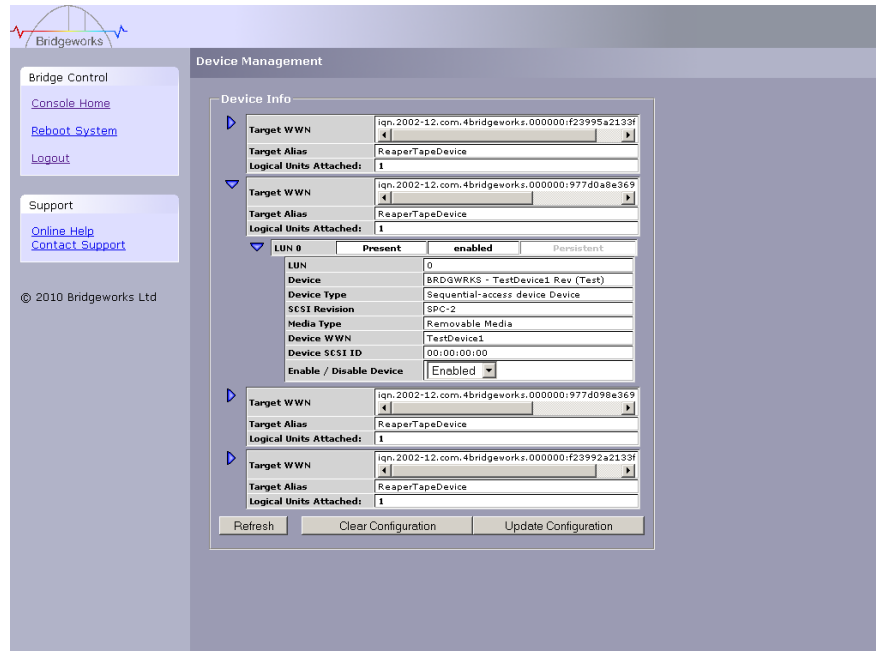 Bridgeworks
Device Management
Bridge Control
Console Home
Reboot System
Logout
Support
Online Help
Contact Support
© 2010 Bridgeworks Ltd
Device Info
Target WWN iqn.2002-12.com.4bridgeworks.000000:f23995a2133f
Target Alias ReaperTapeDevice
Logical Units Attached: 1
Target WWN iqn.2002-12.com.4bridgeworks.000000:977d0a8e369
Target Alias ReaperTapeDevice
Logical Units Attached: 1
LUN 0 Present enabled Persistent
LUN 0
Device BRDGWRKS - TestDevice1 Rev (Test)
Device Type Sequential-access device Device
SCSI Revision SPC-2
Media Type Removable Media
Device WWN TestDevice1
Device SCSI ID 00:00:00:00
Enable / Disable Device Enabled
Target WWN iqn.2002-12.com.4bridgeworks.000000:977d098e369
Target Alias ReaperTapeDevice
Logical Units Attached: 1
Target WWN iqn.2002-12.com.4bridgeworks.000000:f23992a2133f
Target Alias ReaperTapeDevice
Logical Units Attached: 1
Refresh Clear Configuration Update Configuration